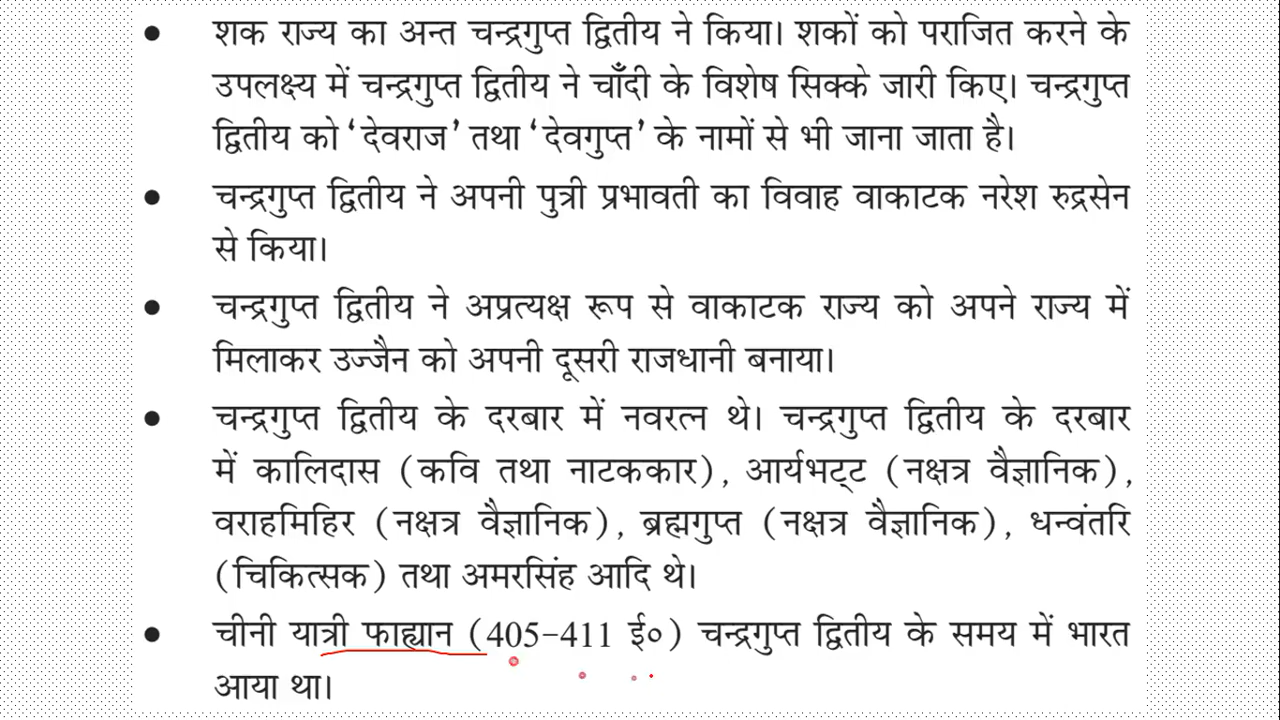 • शक राज्य का अन्त चन्द्रगुप्त द्वितीय ने किया। शकों को पराजित करने के
उपलक्ष्य में चन्द्रगुप्त द्वितीय ने चाँदी के विशेष सिक्के जारी किए। चन्द्रगुप्त
द्वितीय को ‘देवराज’ तथा ‘देवगुप्त’ के नामों से भी जाना जाता है।
• चन्द्रगुप्त द्वितीय ने अपनी पुत्री प्रभावती का विवाह वाकाटक नरेश रुद्रसेन
से किया।
• चन्द्रगुप्त द्वितीय ने अप्रत्यक्ष रूप से वाकाटक राज्य को अपने राज्य में
मिलाकर उज्जैन को अपनी दूसरी राजधानी बनाया।
• चन्द्रगुप्त द्वितीय के दरबार में नवरत्न थे। चन्द्रगुप्त द्वितीय के दरबार
में कालिदास (कवि तथा नाटककार), आर्यभट्‌ट (नक्षत्र वैज्ञानिक),
वराहमिहिर (नक्षत्र वैज्ञानिक), ब्रह्मगुप्त (नक्षत्र वैज्ञानिक), धन्वंतरि
(चिकित्सक) तथा अमरसिंह आदि थे।
• चीनी यात्री फाह्यान (405-411 ई०) चन्द्रगुप्त द्वितीय के समय में भारत
आया था।